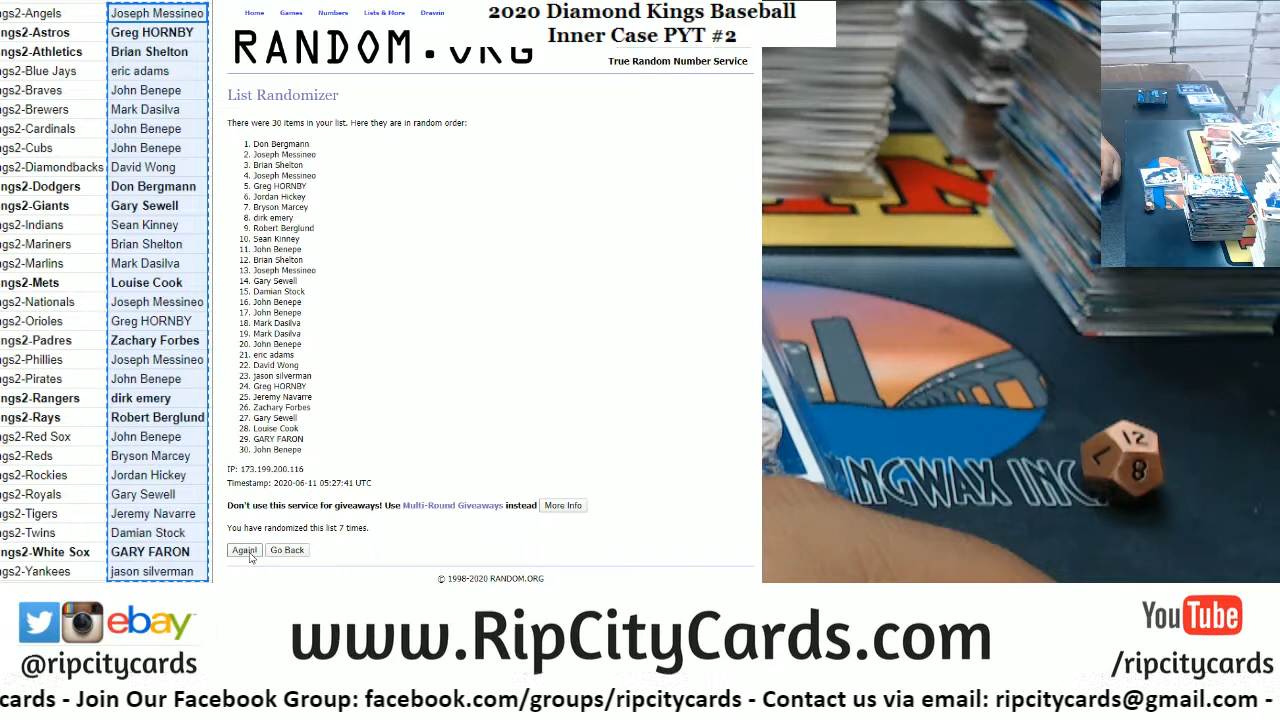 ngs2-Angels Joseph Messineo
ngs2-Astros Greg HORNBY
ngs2-Athletics Brian Shelton
ngs2-Blue Jays eric adams
ngs2-Braves John Benepe
ngs2-Brewers Mark Dasilva
ngs2-Cardinals John Benepe
ngs2-Cubs John Benepe
ngs2-Diamondbacks David Wong
ngs2-Dodgers Don Bergmann
ngs2-Giants Gary Sewell
ngs2-Indians Sean Kinney
ngs2-Mariners Brian Shelton
ngs2-Marlins Mark Dasilva
ngs2-Mets Louise Cook
ngs2-Nationals Joseph Messineo
ngs2-Orioles Greg HORNBY
ngs2-Padres Zachary Forbes
ngs2-Phillies Joseph Messineo
ngs2-Pirates John Benepe
ngs2-Rangers dirk emery
ngs2-Rays Robert Berglund
ngs2-Red Sox John Benepe
ngs2-Reds Bryson Marcey
ngs2-Rockies Jordan Hickey
ngs2-Royals Gary Sewell
ngs2-Tigers Jeremy Navarre
ngs2-Twins Damian Stock
ngs2-White Sox GARY FARON
ngs2-Yankees jason silverman
Home Games Numbers Lists & More Drawin
2020 Diamond Kings Baseball
Inner Case PYT #2
RANDOM.ORG
True Random Number Service
List Randomizer
There were 30 items in your list. Here they are in random order:
1. Don Bergmann
2. Joseph Messineo
3. Brian Shelton
4. Joseph Messineo
5. Greg HORNBY
6. Jordan Hickey
7. Bryson Marcey
8. dirk emery
9. Robert Berglund
10. Sean Kinney
11. John Benepe
12. Brian Shelton
13. Joseph Messineo
14. Gary Sewell
15. Damian Stock
16. John Benepe
17. John Benepe
18. Mark Dasilva
19. Mark Dasilva
20. John Benepe
21. eric adams
22. David Wong
23. jason silverman
24. Greg HORNBY
25. Jeremy Navarre
26. Zachary Forbes
27. Gary Sewell
28. Louise Cook
29. GARY FARON
30. John Benepe
IP: 173.199.200.116
Timestamp: 2020-06-11 05:27:41 UTC
Don't use this service for giveaways! Use Multi-Round Giveaways instead More Info
You have randomized this list 7 times.
Again! Go Back
© 1998-2020 RANDOM.ORG
12
8
INGWAX INC.
ebay
@ripcitycards
www.RipCityCards.com
YouTube
/ripcitycards
cards - Join Our Facebook Group: facebook.com/groups/ripcitycards - Contact us via email: ripcitycards@gmail.com -